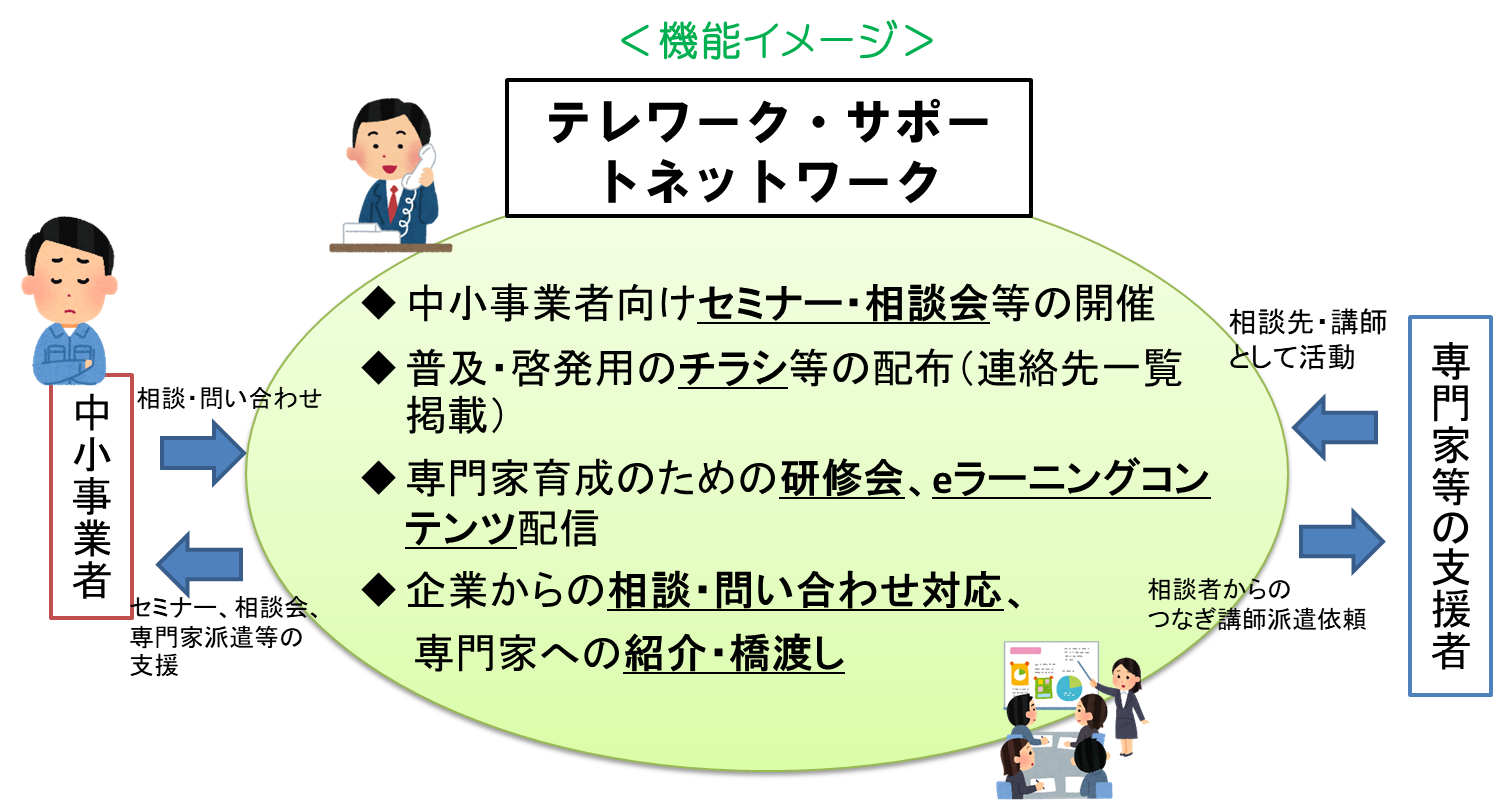 ＜機能イメージ＞
テレワーク・サポー
トネットワーク
◆ 中小事業者向けセミナー・相談会等の開催
◆ 普及・啓発用のチラシ等の配布（連絡先一覧
掲載）
◆ 専門家育成のための研修会、eラーニングコン
テンツ配信
◆ 企業からの相談・問い合わせ対応、
専門家への紹介・橋渡し
中小事業者
相談・問い合わせ
セミナー、相談会、
専門家派遣等の
支援
相談先・講師
として活動
相談者からの
つなぎ講師派遣依頼
専門家等の支援者